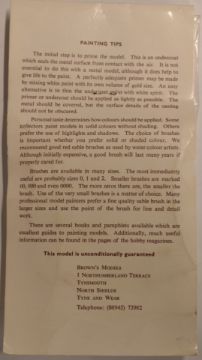 PAINTING TIPS
The initial step is to prime the model. This is an undercoat
which seals the metal surface from contact with the air. It is not
essential to do this with a metal model, although it does help to
give life to the paint. A perfectly adequate primer may be made
by mixing white paint with its own volume of gold size. An easy
alternative is to thin the undercoat paint with white spirit. The
primer or undercoat should be applied as lightly as possible. The
metal should be covered, but the surface details of the casting
should not be obscured.
Personal taste determines how colours should be applied. Some
collectors paint models in solid colours without shading. Others
prefer the use of highlights and shadows. The choice of brushes
is important whether you prefer solid or shaded colour. We
recommend good red sable brushes as used by water colour artists.
Although initially expensive, a good brush will last many years if
properly cared for.
Brushes are available in many sizes. The most immediately
useful are probably sizes 0, 1 and 2. Smaller brushes are marked
00, 000 and even 0000. The more zeros there are, the smaller the
brush. Use of the very small brushes is a matter of choice. Many
professional model painters prefer a fine quality sable brush in the
larger sizes and use the point of the brush for fine and detail
work.
There are several books and pamphlets available which are
excellent guides to painting models. Additionally, much useful
information can be found in the pages of the hobby magazines.
This model is unconditionally guaranteed
BROWN'S MODELS
1 NORTHUMBERLAND TERRACE
TYNEMOUTH
NORTH SHIELDS
TYNE AND WEAR
Telephone: (08945) 73982